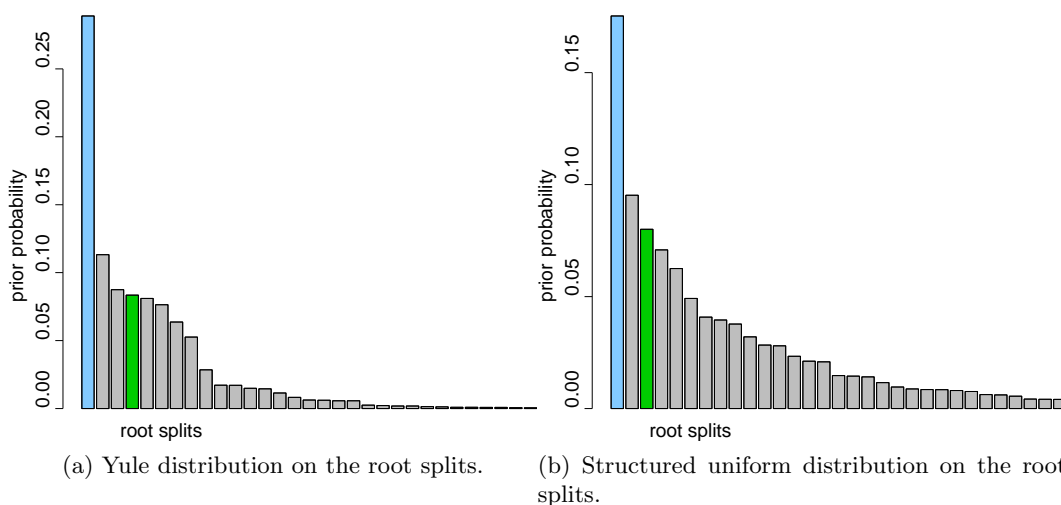 prior probability
0.25
0.20
0.15
0.10
0.05
0.00
root splits
(a) Yule distribution on the root splits.
prior probability
0.15
0.10
0.05
0.00
root splits
(b) Structured uniform distribution on the root
splits.